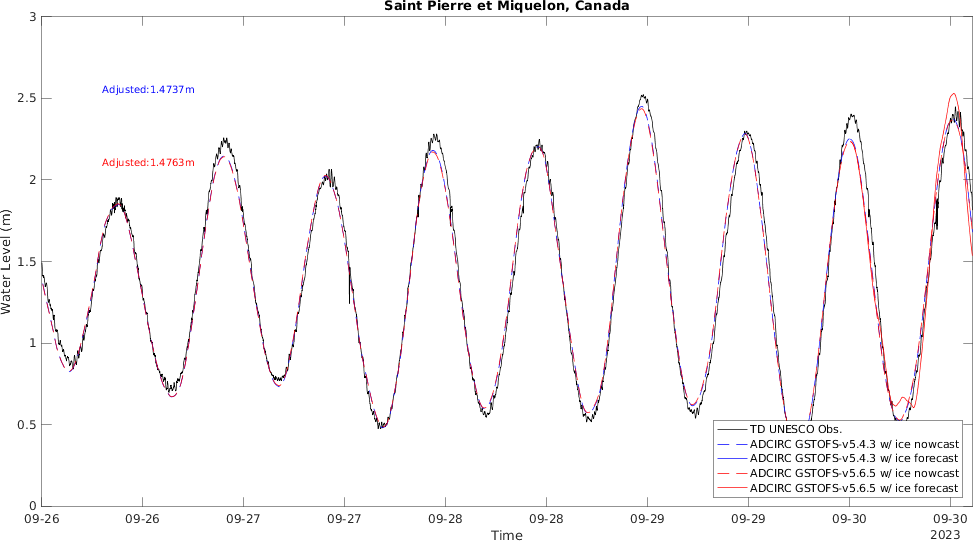 Saint Pierre et Miquelon, Canada
3
2.5
2
1.5
1
0.5
0
Water Level (m)
Adjusted:1.4737m
Adjusted:1.4763m
TD UNESCO Obs.
ADCIRC GSTOFS-v5.4.3 w/ ice nowcast
ADCIRC GSTOFS-v5.4.3 w/ ice forecast
ADCIRC GSTOFS-v5.6.5 w/ ice nowcast
ADCIRC GSTOFS-v5.6.5 w/ ice forecast
09-26 09-26 09-27 09-27 09-28 09-28 09-29 09-29 09-30 09-30
2023
Time